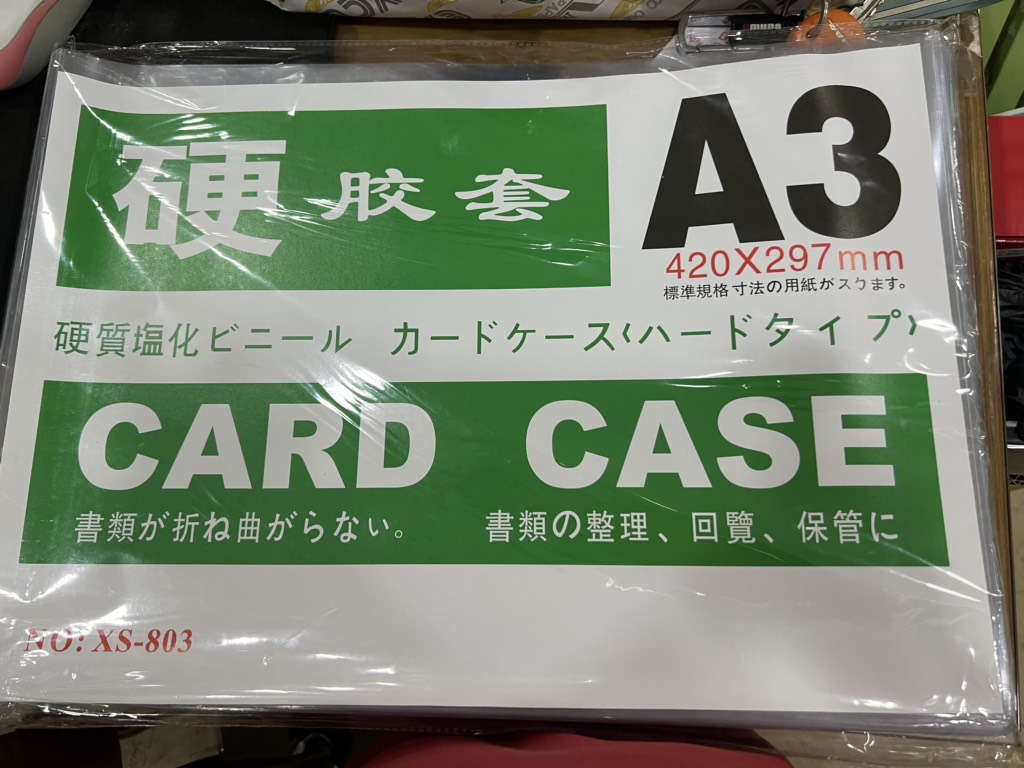 硬胶套
A3
420X297mm
標準規格寸法の用紙がスケます。
硬質塩化ビニール カードケース〈ハードタイプ〉
CARD CASE
書類が折ね曲がらない。 書類の整理、回覧、保管に
NO: XS-803